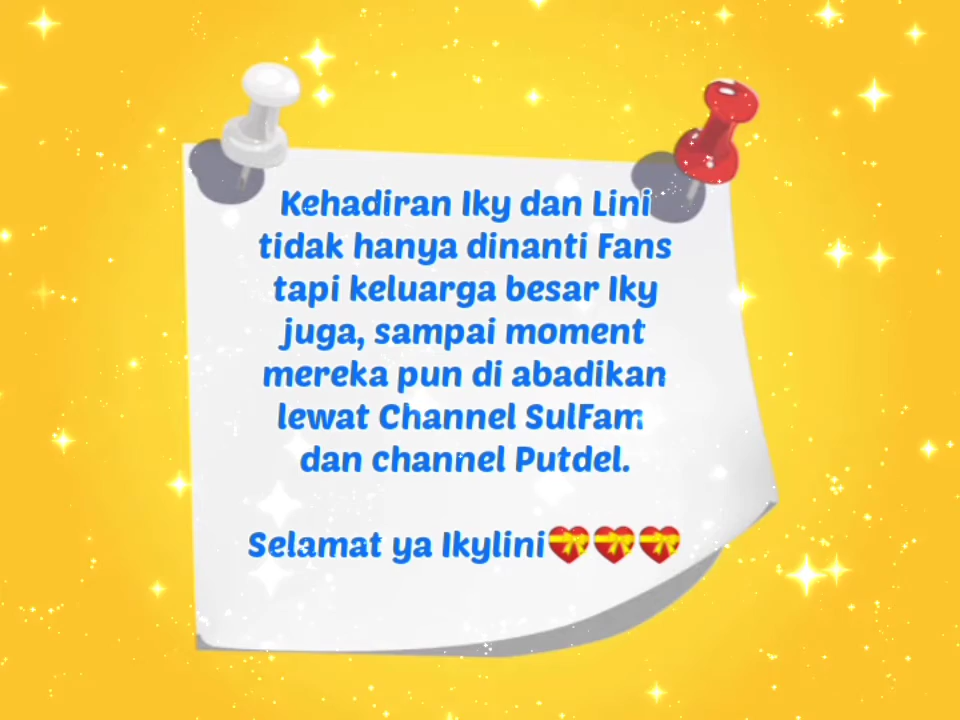 Kehadiran Iky dan Lini
tidak hanya dinanti Fans
tapi keluarga besar Iky
juga, sampai moment
mereka pun di abadikan
lewat Channel SulFam
dan channel Putdel.
Selamat ya Ikylini💝💝💝